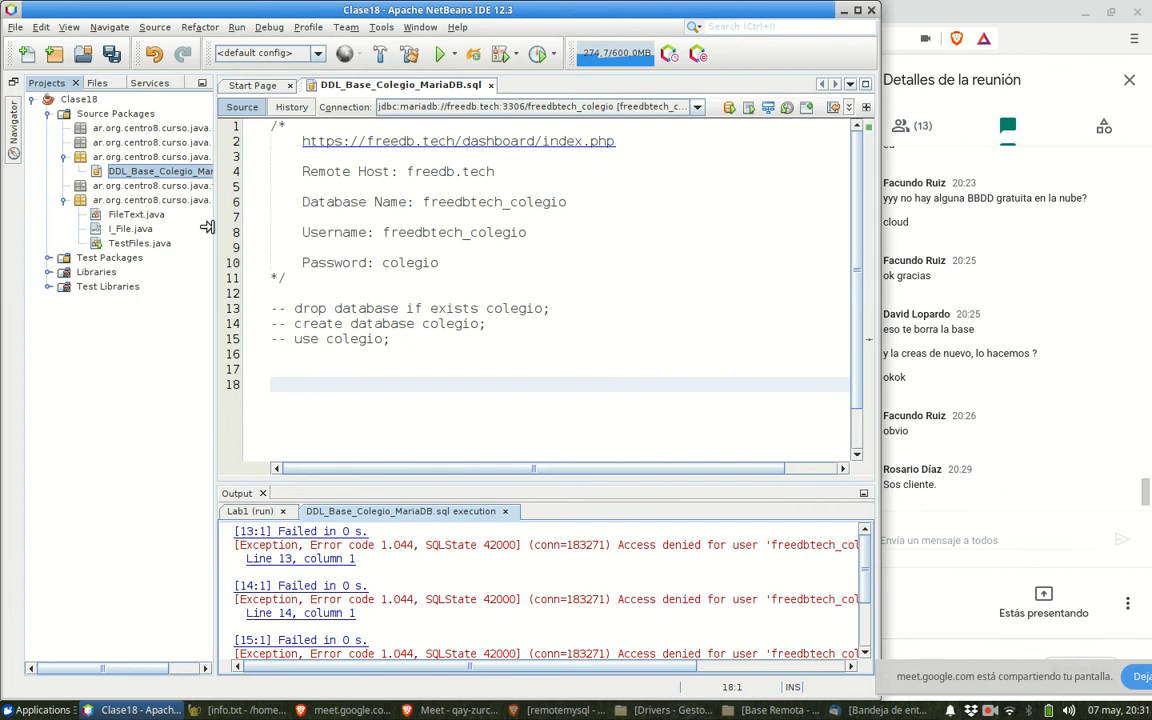 Clase18 - Apache NetBeans IDE 12.3
File Edit View Navigate Source Refactor Run Debug Profile Team Tools Window Help
Search (Ctrl+I)
<default config>
274,7/600,0MB
Projects Files Services
Start Page
DDL_Base_Colegio_MariaDB.sql
Navigator
Clase18
Source Packages
ar.org.centro8.curso.java.
ar.org.centro8.curso.java.
ar.org.centro8.curso.java.
DDL_Base_Colegio_Mar
ar.org.centro8.curso.java.
ar.org.centro8.curso.java.
FileText.java
I_File.java
TestFiles.java
Test Packages
Libraries
Test Libraries
Source History Connection: jdbc:mariadb://freedb.tech:3306/freedbtech_colegio [freedbtech_c...
1 /*
2 https://freedb.tech/dashboard/index.php
3
4 Remote Host: freedb.tech
5
6 Database Name: freedbtech_colegio
7
8 Username: freedbtech_colegio
9
10 Password: colegio
11 */
12
13 -- drop database if exists colegio;
14 -- create database colegio;
15 -- use colegio;
16
17
18
Output
Lab1 (run)
DDL_Base_Colegio_MariaDB.sql execution
[13:1] Failed in 0 s.
[Exception, Error code 1.044, SQLState 42000] (conn=183271) Access denied for user 'freedbtech_col
Line 13, column 1
[14:1] Failed in 0 s.
[Exception, Error code 1.044, SQLState 42000] (conn=183271) Access denied for user 'freedbtech_col
Line 14, column 1
[15:1] Failed in 0 s.
[Exception, Error code 1.044, SQLState 42000] (conn=183271) Access denied for user 'freedbtech_col
18:1 INS
Detalles de la reunión
(13)
Facundo Ruiz 20:23
yyy no hay alguna BBDD gratuita en la nube?
cloud
Facundo Ruiz 20:25
ok gracias
David Lopardo 20:25
eso te borra la base
y la creas de nuevo, lo hacemos ?
okok
Facundo Ruiz 20:26
obvio
Rosario Díaz 20:29
Sos cliente.
Envía un mensaje a todos
Estás presentando
meet.google.com está compartiendo tu pantalla.
Deja
Applications
Clase18 - Apach...
[info.txt - /home...
meet.google.co...
Meet - qay-zurc...
[remotemysql - ...
[Drivers - Gesto...
[Base Remota - ...
[Bandeja de ent...
07 may, 20:31